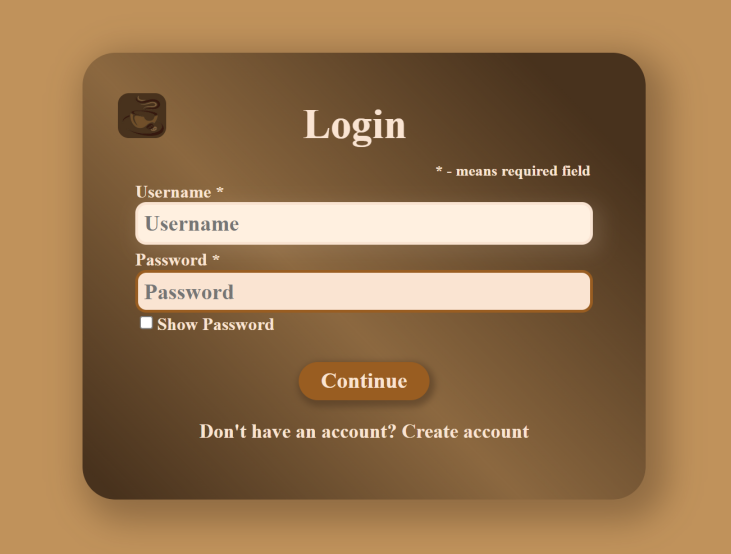 Login
* - means required field
Username *
Username
Password *
Password
Show Password
Continue
Don't have an account? Create account